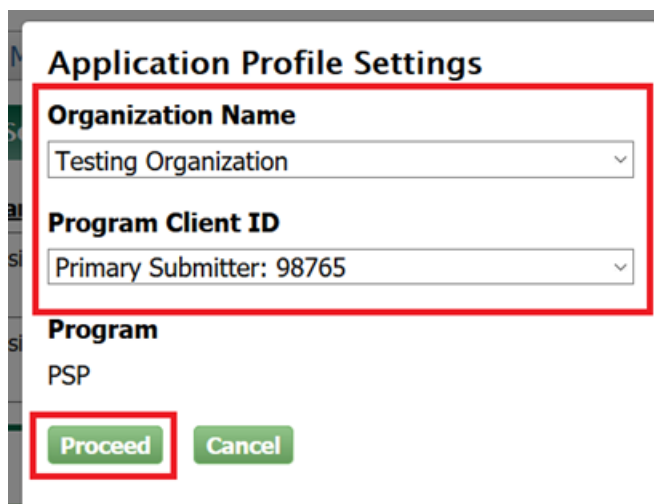 Application Profile Settings
Organization Name
Testing Organization
Program Client ID
Primary Submitter: 98765
Program
PSP
Proceed Cancel